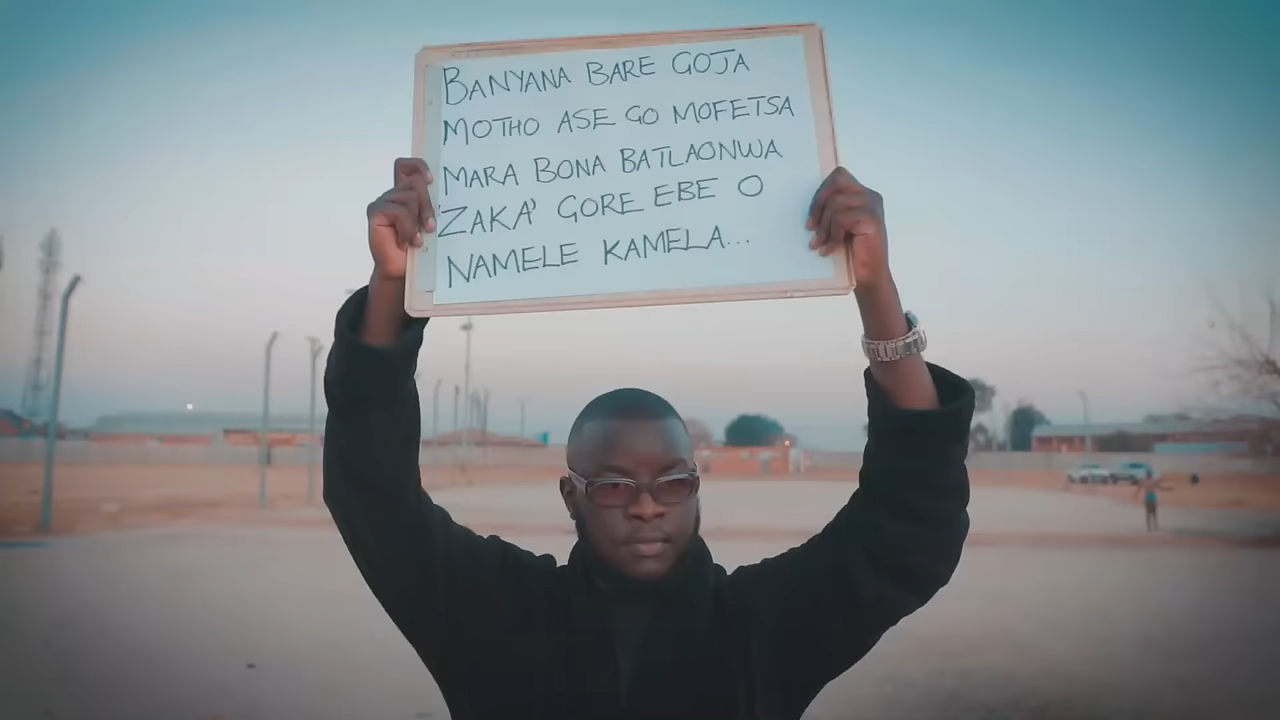 BANYANA BARE GOJA
MOTHO ASE GO MOFETSA
MARA BONA BATLAONWA
'ZAKA' GORE EBE O
NAMELE KAMELA...